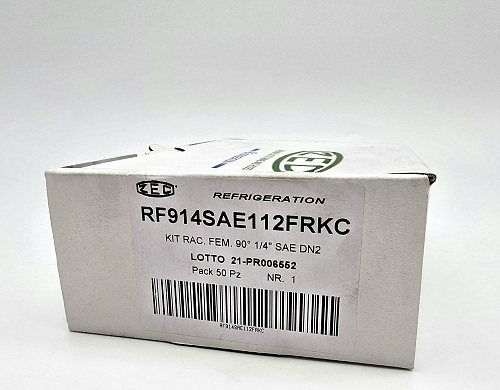 ZEC
ZEC
REFRIGERATION
RF914SAE112FRKC
KIT RAC. FEM. 90° 1/4" SAE DN2
LOTTO 21-PR006552
Pack 50 Pz NR. 1
RF914SAE112FRKC